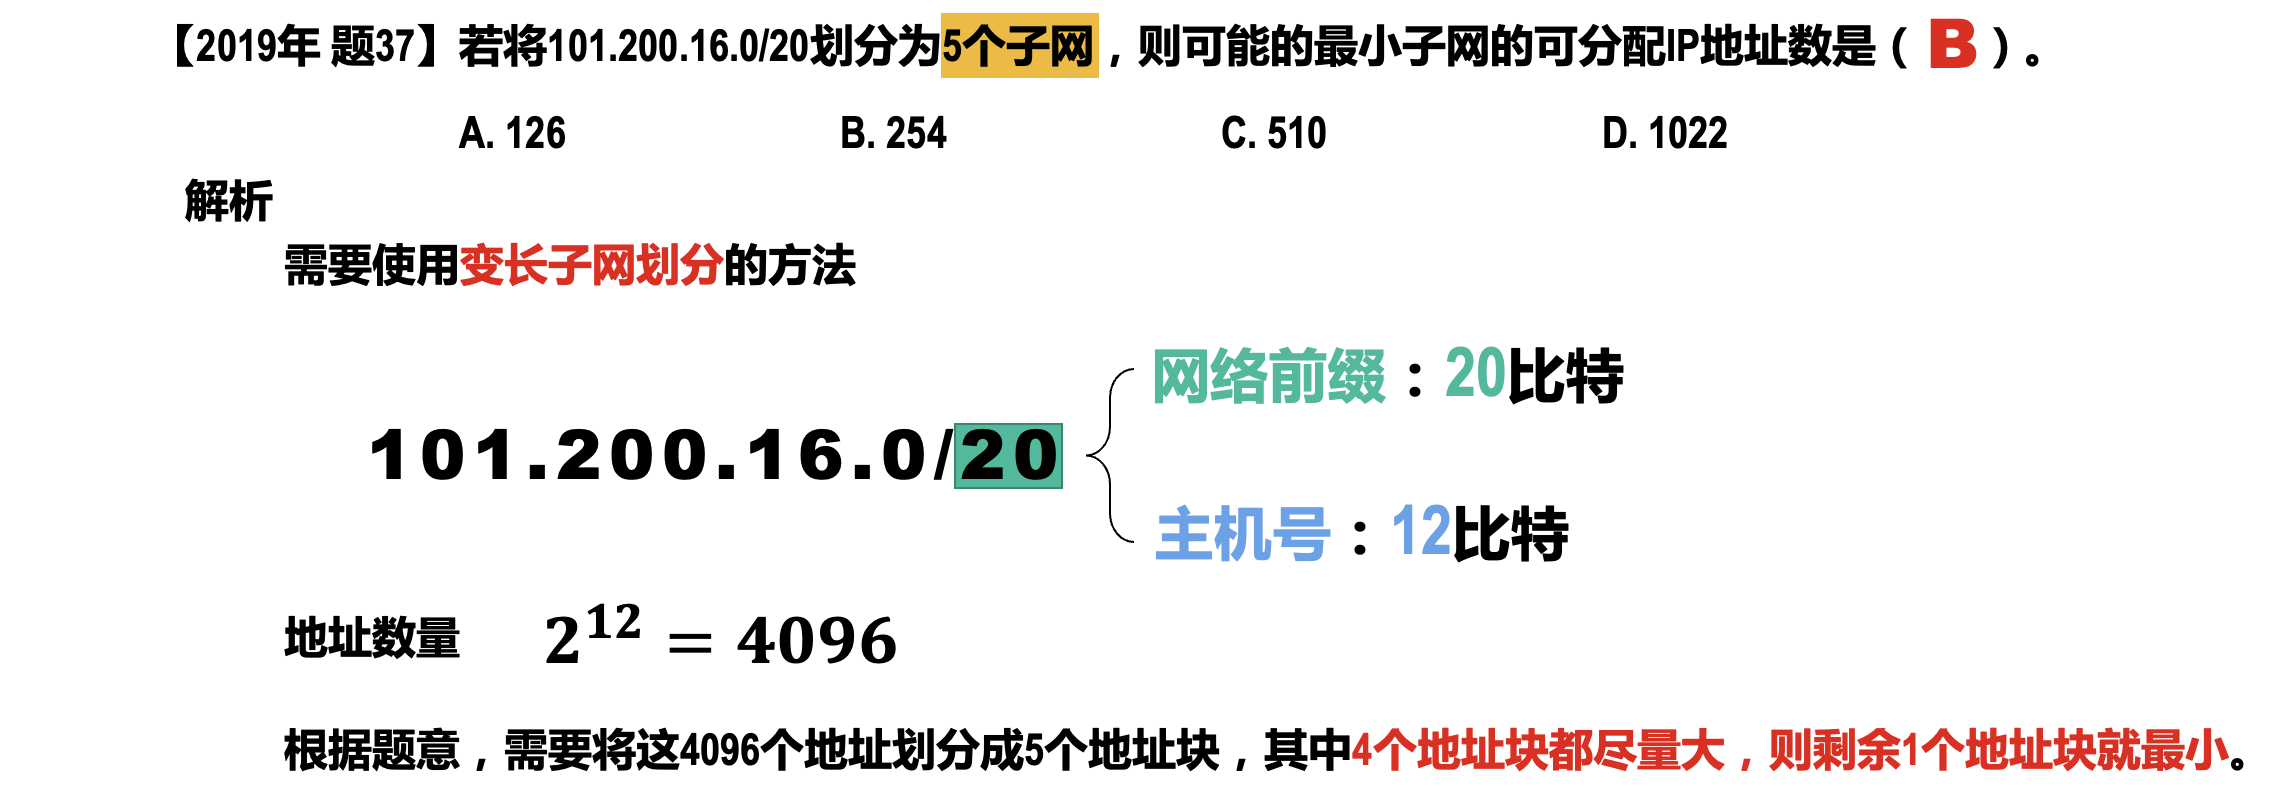 【2019年 题37】若将101.200.16.0/20划分为5个子网，则可能的最小子网的可分配IP地址数是（ B ）。
A. 126 B. 254 C. 510 D. 1022
解析
需要使用变长子网划分的方法
网络前缀：20比特
101.200.16.0/20
主机号：12比特
地址数量 2¹² = 4096
根据题意，需要将这4096个地址划分成5个地址块，其中4个地址块都尽量大，则剩余1个地址块就最小。